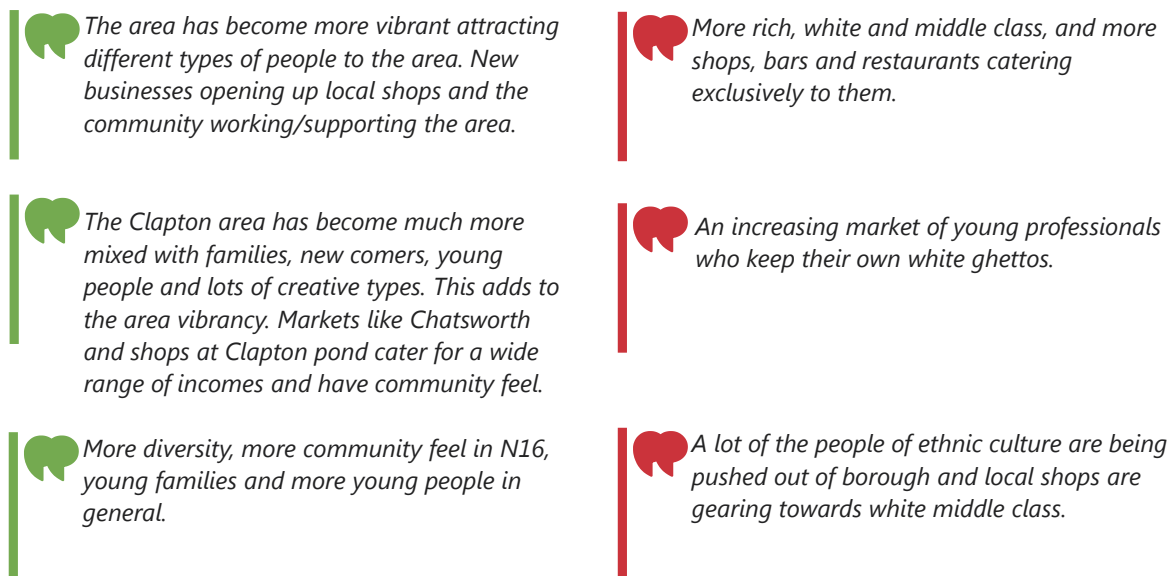 The area has become more vibrant attracting
different types of people to the area. New
businesses opening up local shops and the
community working/supporting the area.
The Clapton area has become much more
mixed with families, new comers, young
people and lots of creative types. This adds to
the area vibrancy. Markets like Chatsworth
and shops at Clapton pond cater for a wide
range of incomes and have community feel.
More diversity, more community feel in N16,
young families and more young people in
general.
More rich, white and middle class, and more
shops, bars and restaurants catering
exclusively to them.
An increasing market of young professionals
who keep their own white ghettos.
A lot of the people of ethnic culture are being
pushed out of borough and local shops are
gearing towards white middle class.